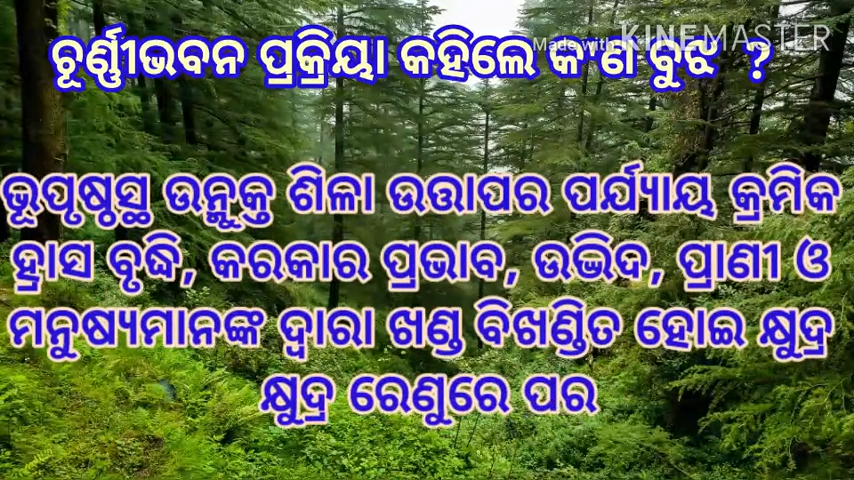 ଚୂର୍ଣ୍ଣୀଭବନ ପ୍ରକ୍ରିୟା କହିଲେ କ'ଣ ବୁଝ ?
Made with KINEMASTER
ଭୂପୃଷ୍ଠସ୍ଥ ଉନ୍ମୁକ୍ତ ଶିଳା ଉତ୍ତାପର ପର୍ଯ୍ୟାୟ କ୍ରମିକ
ହ୍ରାସ ବୃଦ୍ଧି, କରକାର ପ୍ରଭାବ, ଉଦ୍ଭିଦ, ପ୍ରାଣୀ ଓ
ମନୁଷ୍ୟମାନଙ୍କ ଦ୍ୱାରା ଖଣ୍ଡ ବିଖଣ୍ଡିତ ହୋଇ କ୍ଷୁଦ୍ର
କ୍ଷୁଦ୍ର ରେଣୁରେ ପର